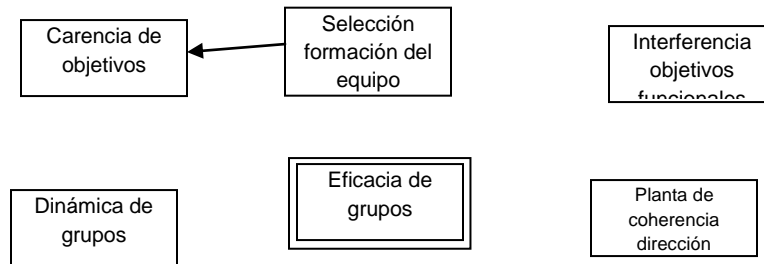 Carencia de
objetivos
Selección
formación del
equipo
Interferencia
objetivos
funcionales
Dinámica de
grupos
Eficacia de
grupos
Planta de
coherencia
dirección